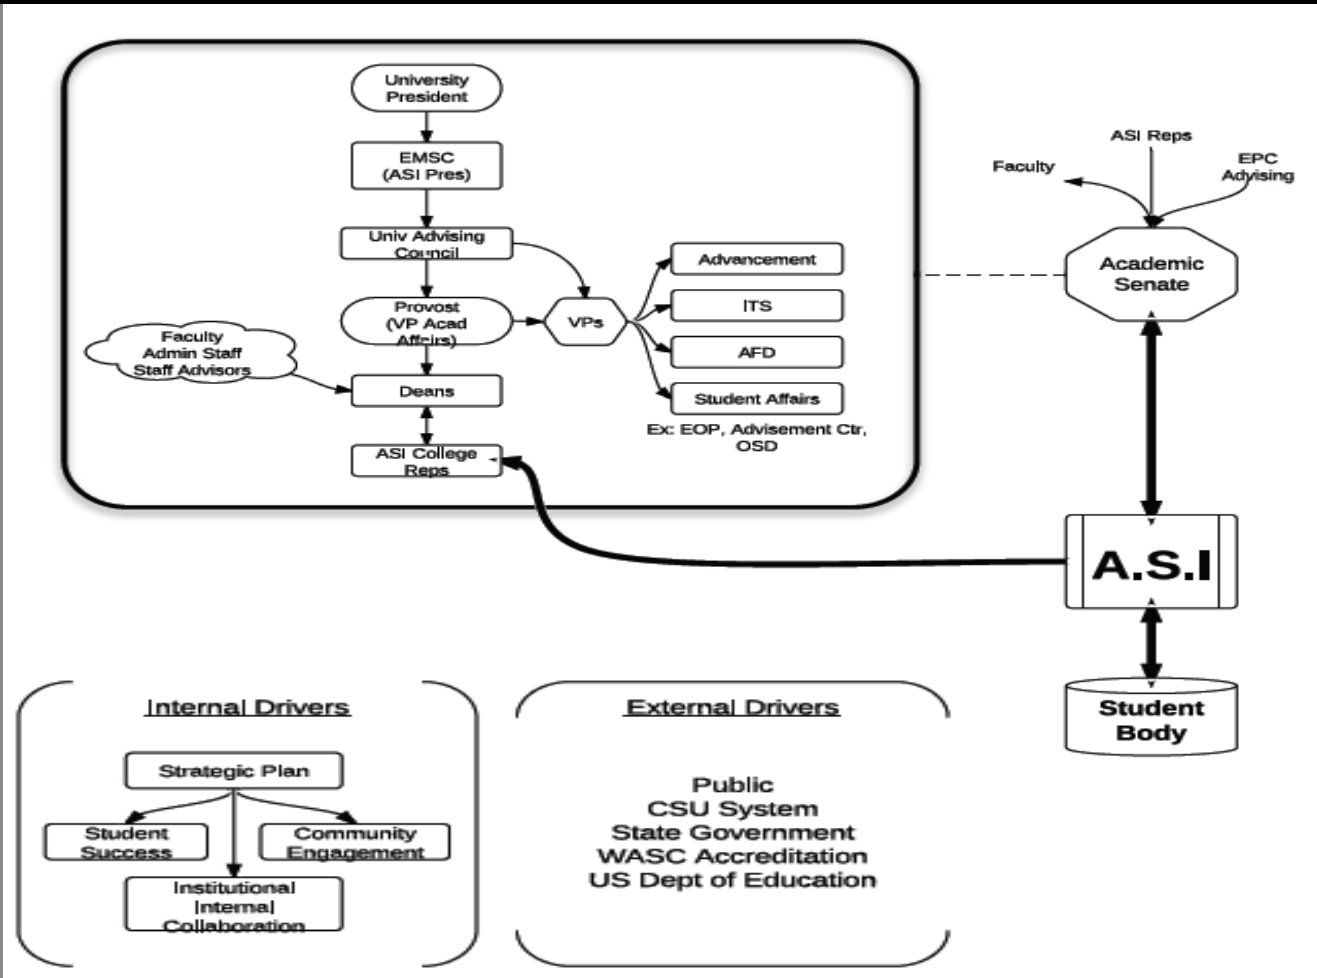 University
President
EMSC
(ASI Pres)
Univ Advising
Council
Provost
(VP Acad
Affairs)
VPs
Advancement
ITS
AFD
Student Affairs
Ex: EOP, Advisement Ctr,
OSD
Faculty
Admin Staff
Staff Advisors
Deans
ASI College
Reps
ASI Reps
Faculty
EPC
Advising
Academic
Senate
A.S.I
Student
Body
Internal Drivers
Strategic Plan
Student
Success
Community
Engagement
Institutional
Internal
Collaboration
External Drivers
Public
CSU System
State Government
WASC Accreditation
US Dept of Education